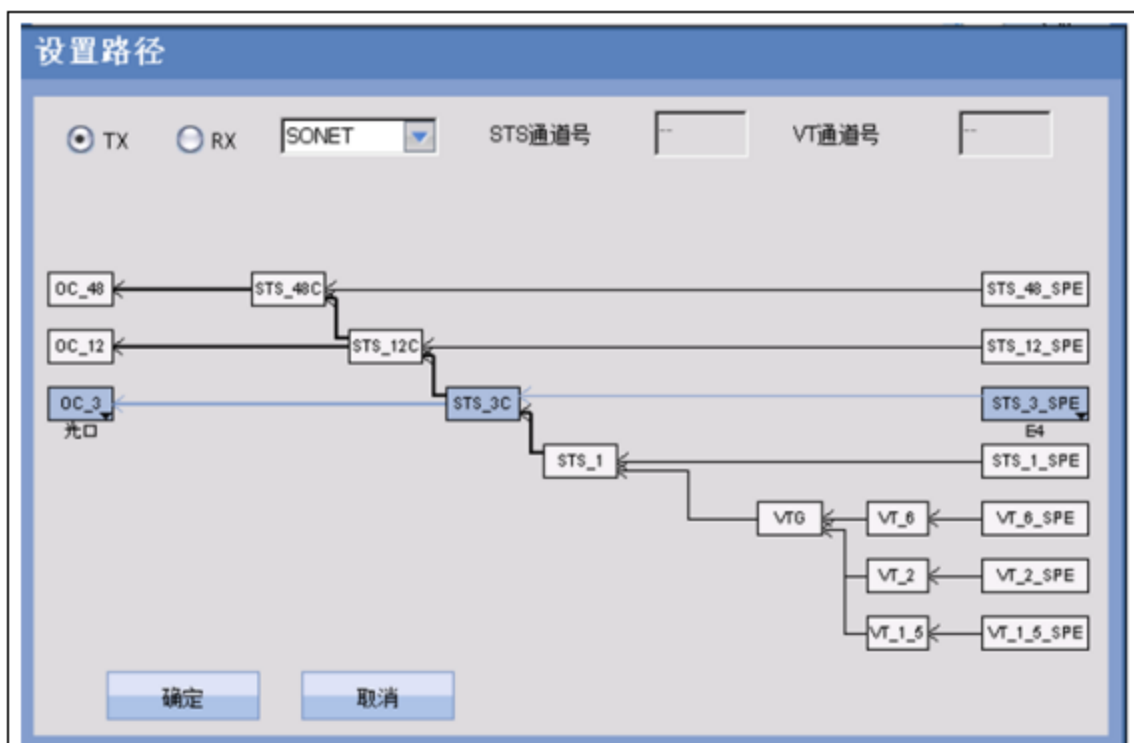 设置路径
TX RX SONET STS通道号 -- VT通道号 --
OC_48 STS_48C STS_48_SPE
OC_12 STS_12C STS_12_SPE
OC_3 STS_3C STS_3_SPE
光口 E4
STS_1 STS_1_SPE
VTG VT_6 VT_6_SPE
VT_2 VT_2_SPE
VT_1_5 VT_1_5_SPE
确定 取消